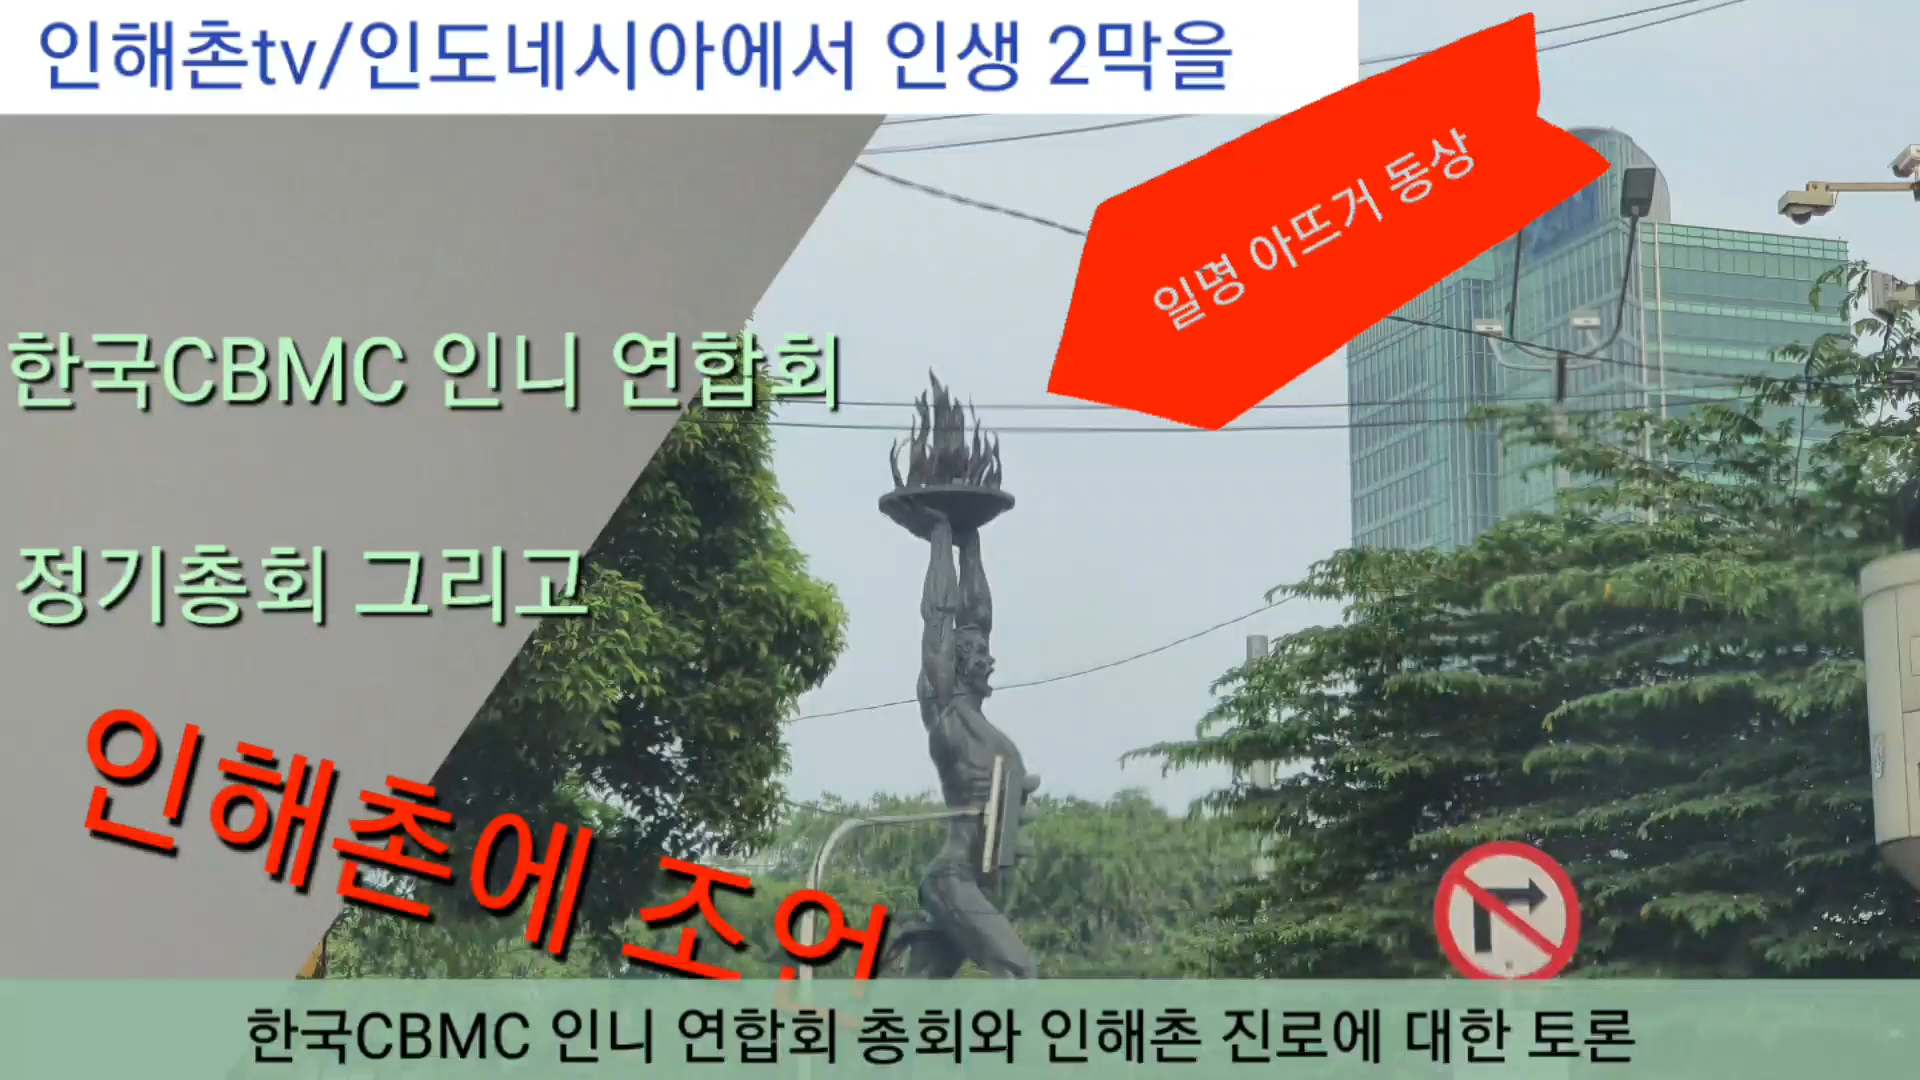 인해촌tv/인도네시아에서 인생 2막을
일명 아뜨거 동상
한국CBMC 인니 연합회
정기총회 그리고
인해촌에 조언
한국CBMC 인니 연합회 총회와 인해촌 진로에 대한 토론